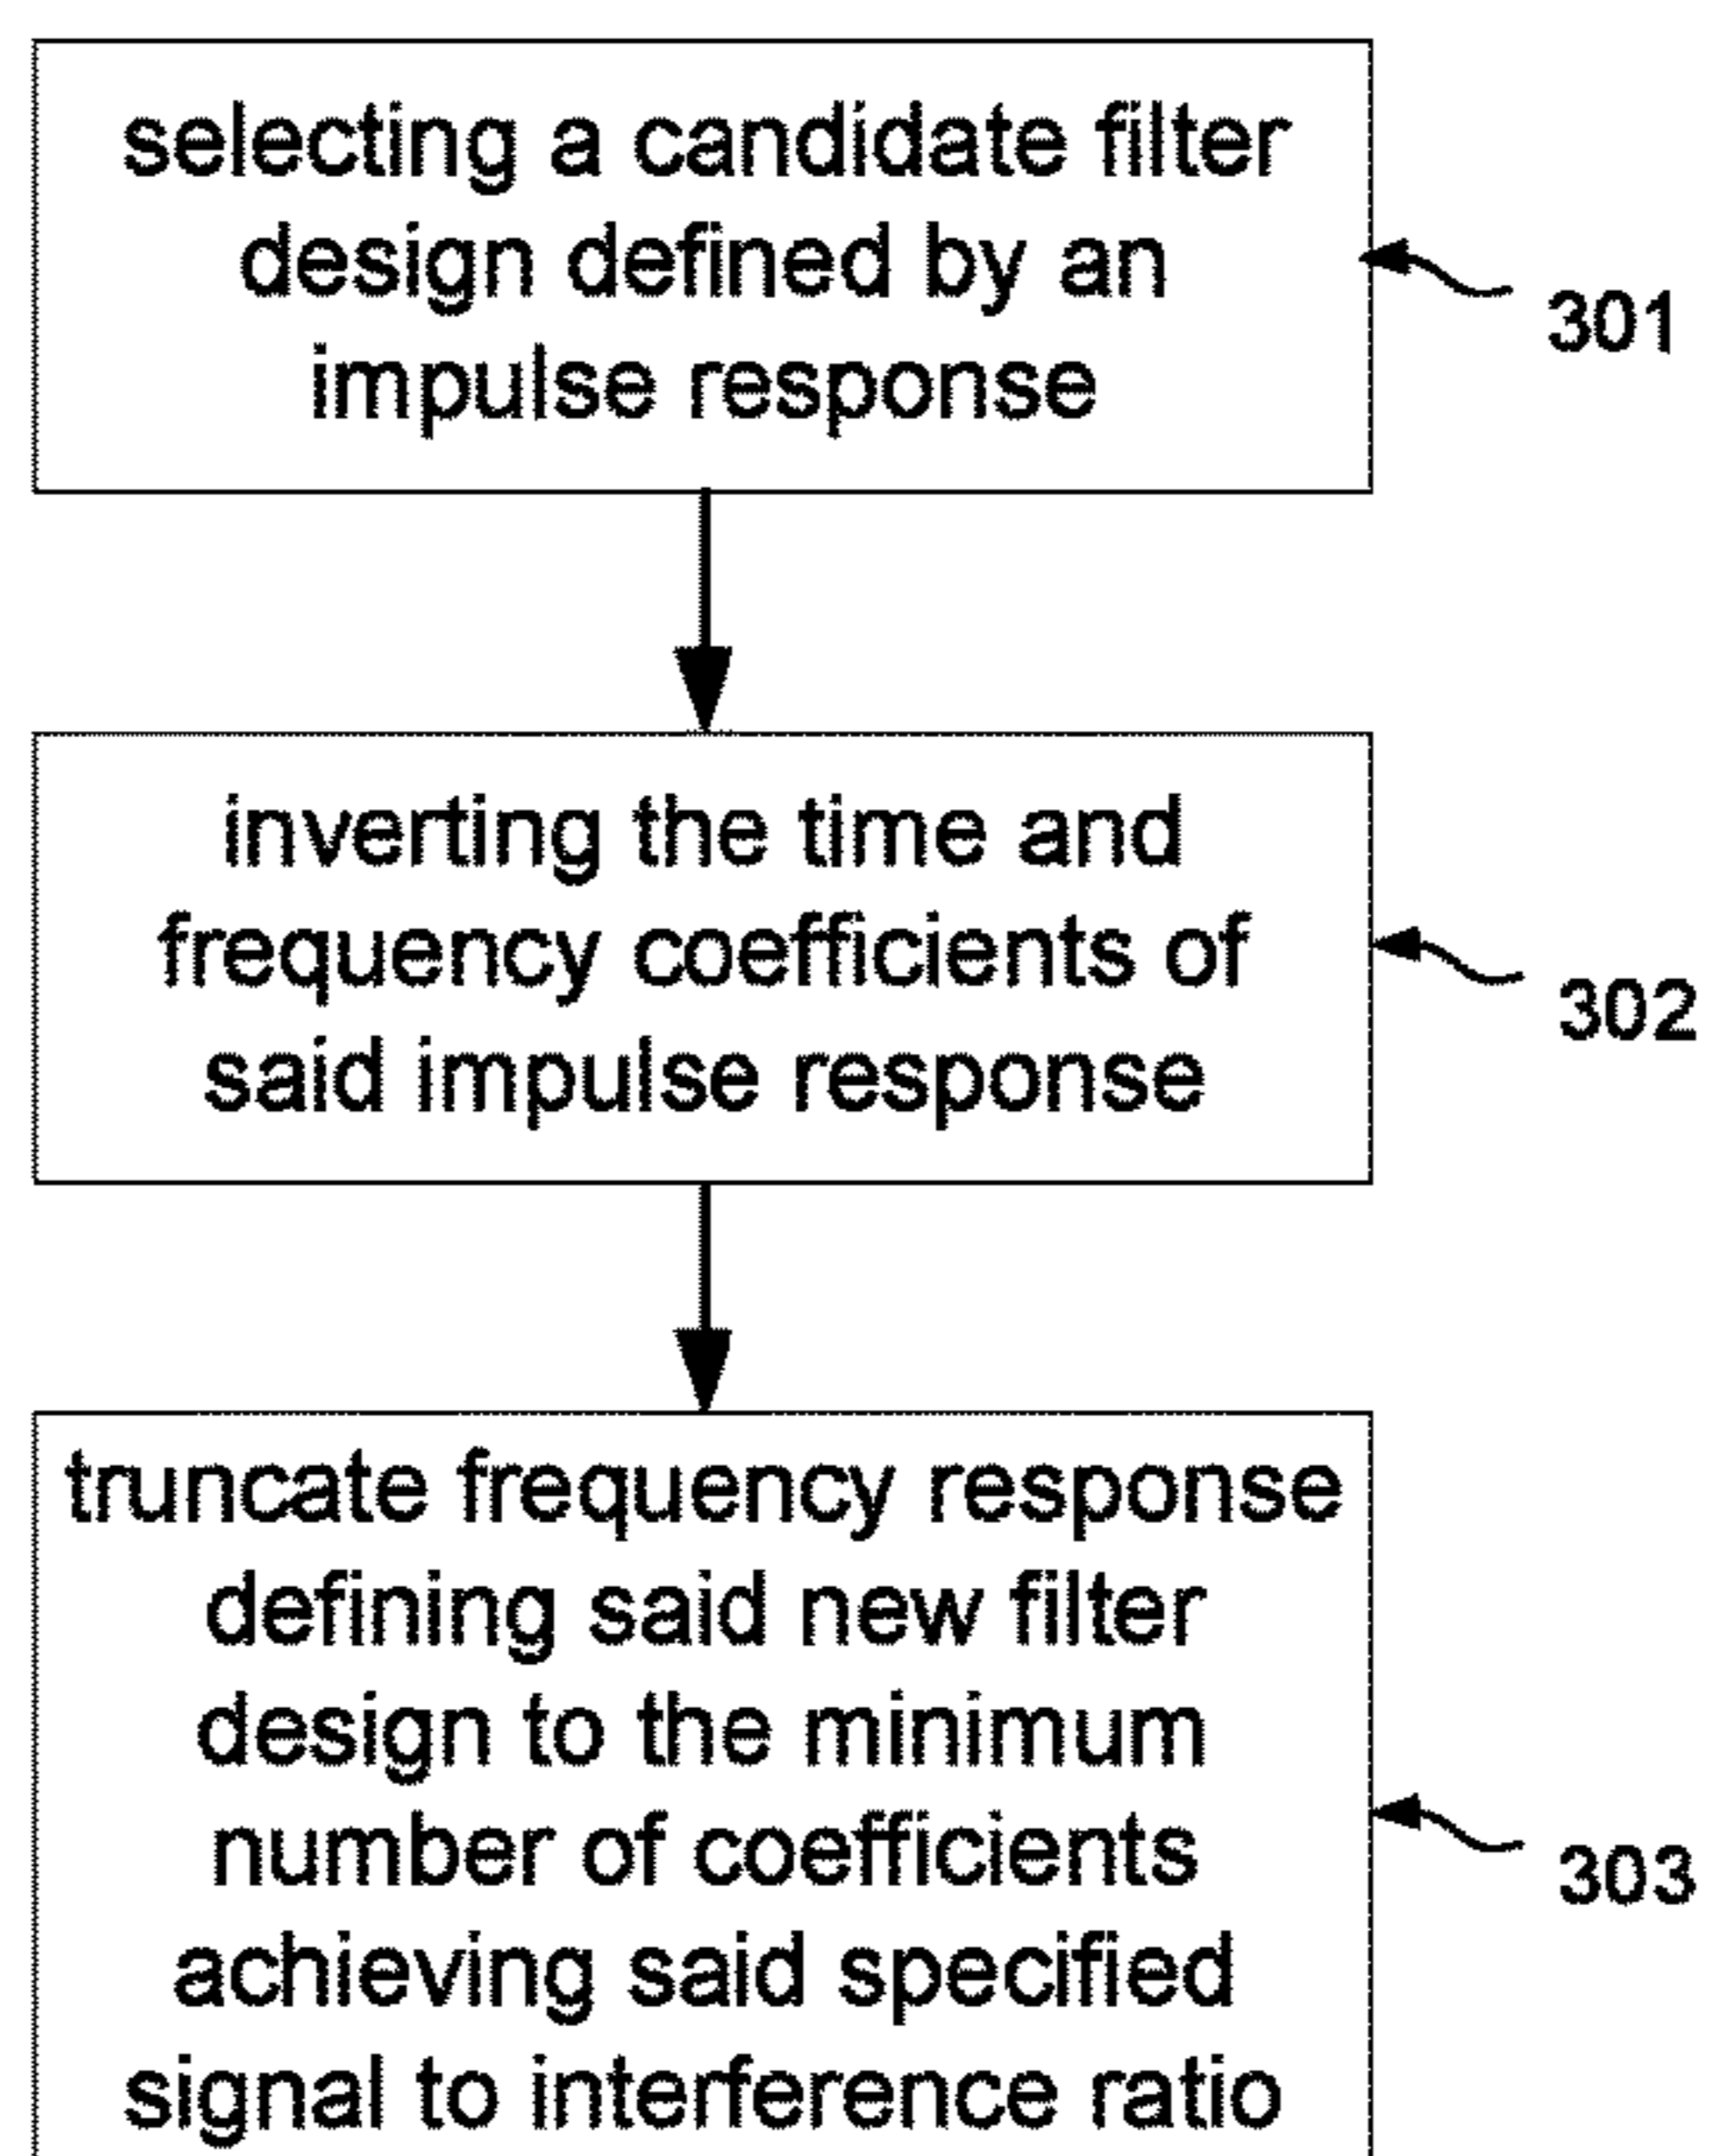 selecting a candidate filter
design defined by an
impulse response
301
inverting the time and
frequency coefficients of
said impulse response
302
truncate frequency response
defining said new filter
design to the minimum
number of coefficients
achieving said specified
signal to interference ratio
303